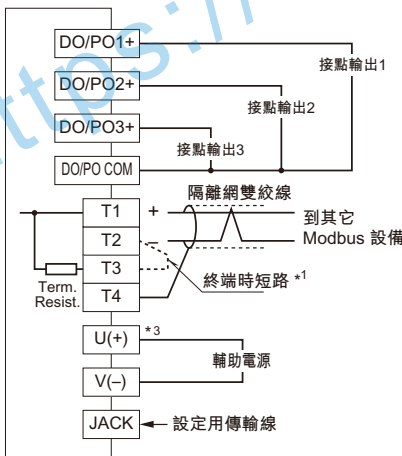 DO/PO1+
接點輸出1
DO/PO2+
接點輸出2
DO/PO3+
接點輸出3
DO/PO COM
隔離網雙絞線
T1 +
到其它
Modbus 設備
T2 –
T3
終端時短路 *1
Term.
Resist.
T4
U(+) *3
輔助電源
V(–)
JACK 設定用傳輸線
https:/